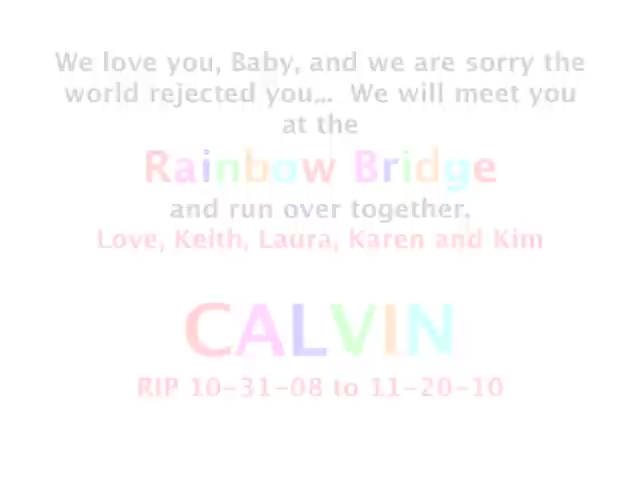 We love you, Baby, and we are sorry the
world rejected you... We will meet you
at the
Rainbow Bridge
and run over together.
Love, Keith, Laura, Karen and Kim
CALVIN
RIP 10-31-08 to 11-20-10